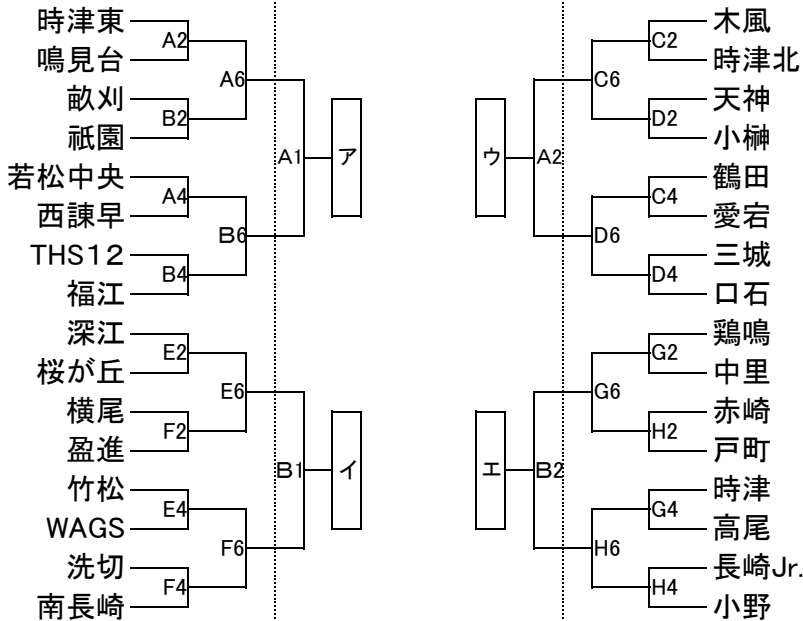 時津東
鳴見台
畝刈
祇園
若松中央
西諫早
THS12
福江
深江
桜が丘
横尾
盈進
竹松
WAGS
洗切
南長崎
A2
B2
A4
B4
E2
F2
E4
F4
A6
B6
E6
F6
A1
B1
ア
イ
ウ
エ
A2
B2
C6
D6
G6
H6
C2
D2
C4
D4
G2
H2
G4
H4
木風
時津北
天神
小榊
鶴田
愛宕
三城
口石
鶏鳴
中里
赤崎
戸町
時津
高尾
長崎Jr.
小野